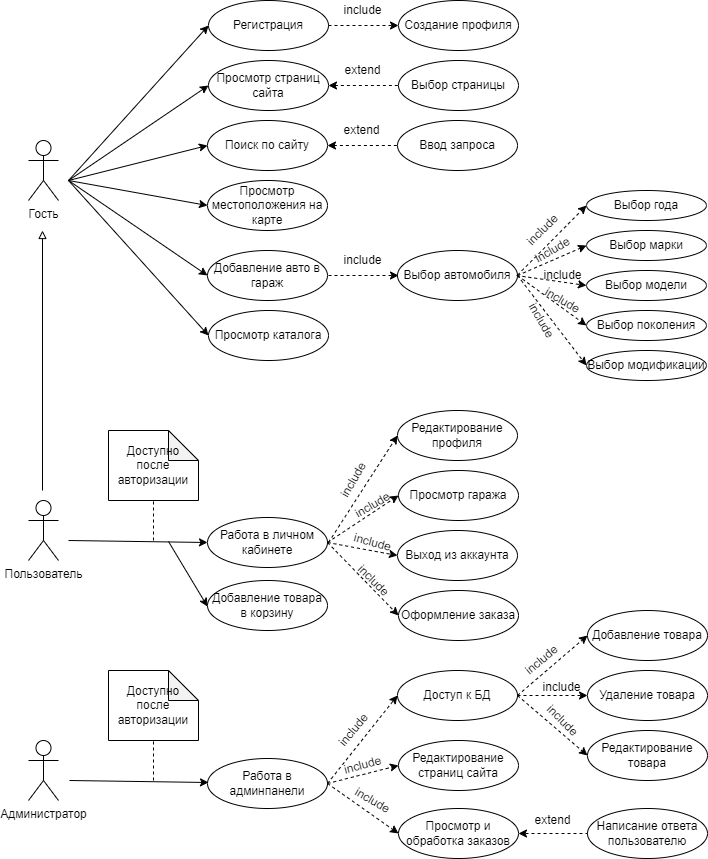 Регистрация
include
Создание профиля
Просмотр страниц
сайта
extend
Выбор страницы
Поиск по сайту
extend
Ввод запроса
Гость
Просмотр
местоположения на
карте
Добавление авто в
гараж
include
Выбор автомобиля
include
Выбор года
include
Выбор марки
include
Выбор модели
include
Выбор поколения
include
Выбор модификации
Просмотр каталога
Доступно
после
авторизации
Пользователь
Работа в личном
кабинете
include
Редактирование
профиля
include
Просмотр гаража
include
Выход из аккаунта
include
Оформление заказа
Добавление товара
в корзину
Доступно
после
авторизации
Администратор
Работа в
админпанели
include
Доступ к БД
include
Добавление товара
include
Удаление товара
include
Редактирование
товара
include
Редактирование
страниц сайта
include
Просмотр и
обработка заказов
extend
Написание ответа
пользователю